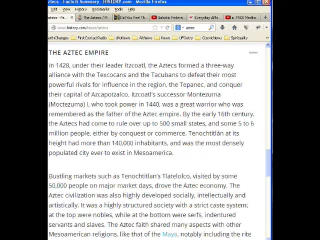 Aztecs - Facts & Summary - HISTORY.com - Mozilla Firefox
THE AZTEC EMPIRE
In 1428, under their leader Itzcoatl, the Aztecs formed a three-way
alliance with the Texcocans and the Tacubans to defeat their most
powerful rivals for influence in the region, the Tepanec, and conquer
their capital of Azcapotzalco. Itzcoatl's successor Montezuma
(Moctezuma) I, who took power in 1440, was a great warrior who was
remembered as the father of the Aztec empire. By the early 16th century,
the Aztecs had come to rule over up to 500 small states, and some 5 to 6
million people, either by conquest or commerce. Tenochtitlán at its
height had more than 140,000 inhabitants, and was the most densely
populated city ever to exist in Mesoamerica.
Bustling markets such as Tenochtitlan's Tlatelolco, visited by some
50,000 people on major market days, drove the Aztec economy. The
Aztec civilization was also highly developed socially, intellectually and
artistically. It was a highly structured society with a strict caste system;
at the top were nobles, while at the bottom were serfs, indentured
servants and slaves. The Aztec faith shared many aspects with other
Mesoamerican religions, like that of the Maya, notably including the rite